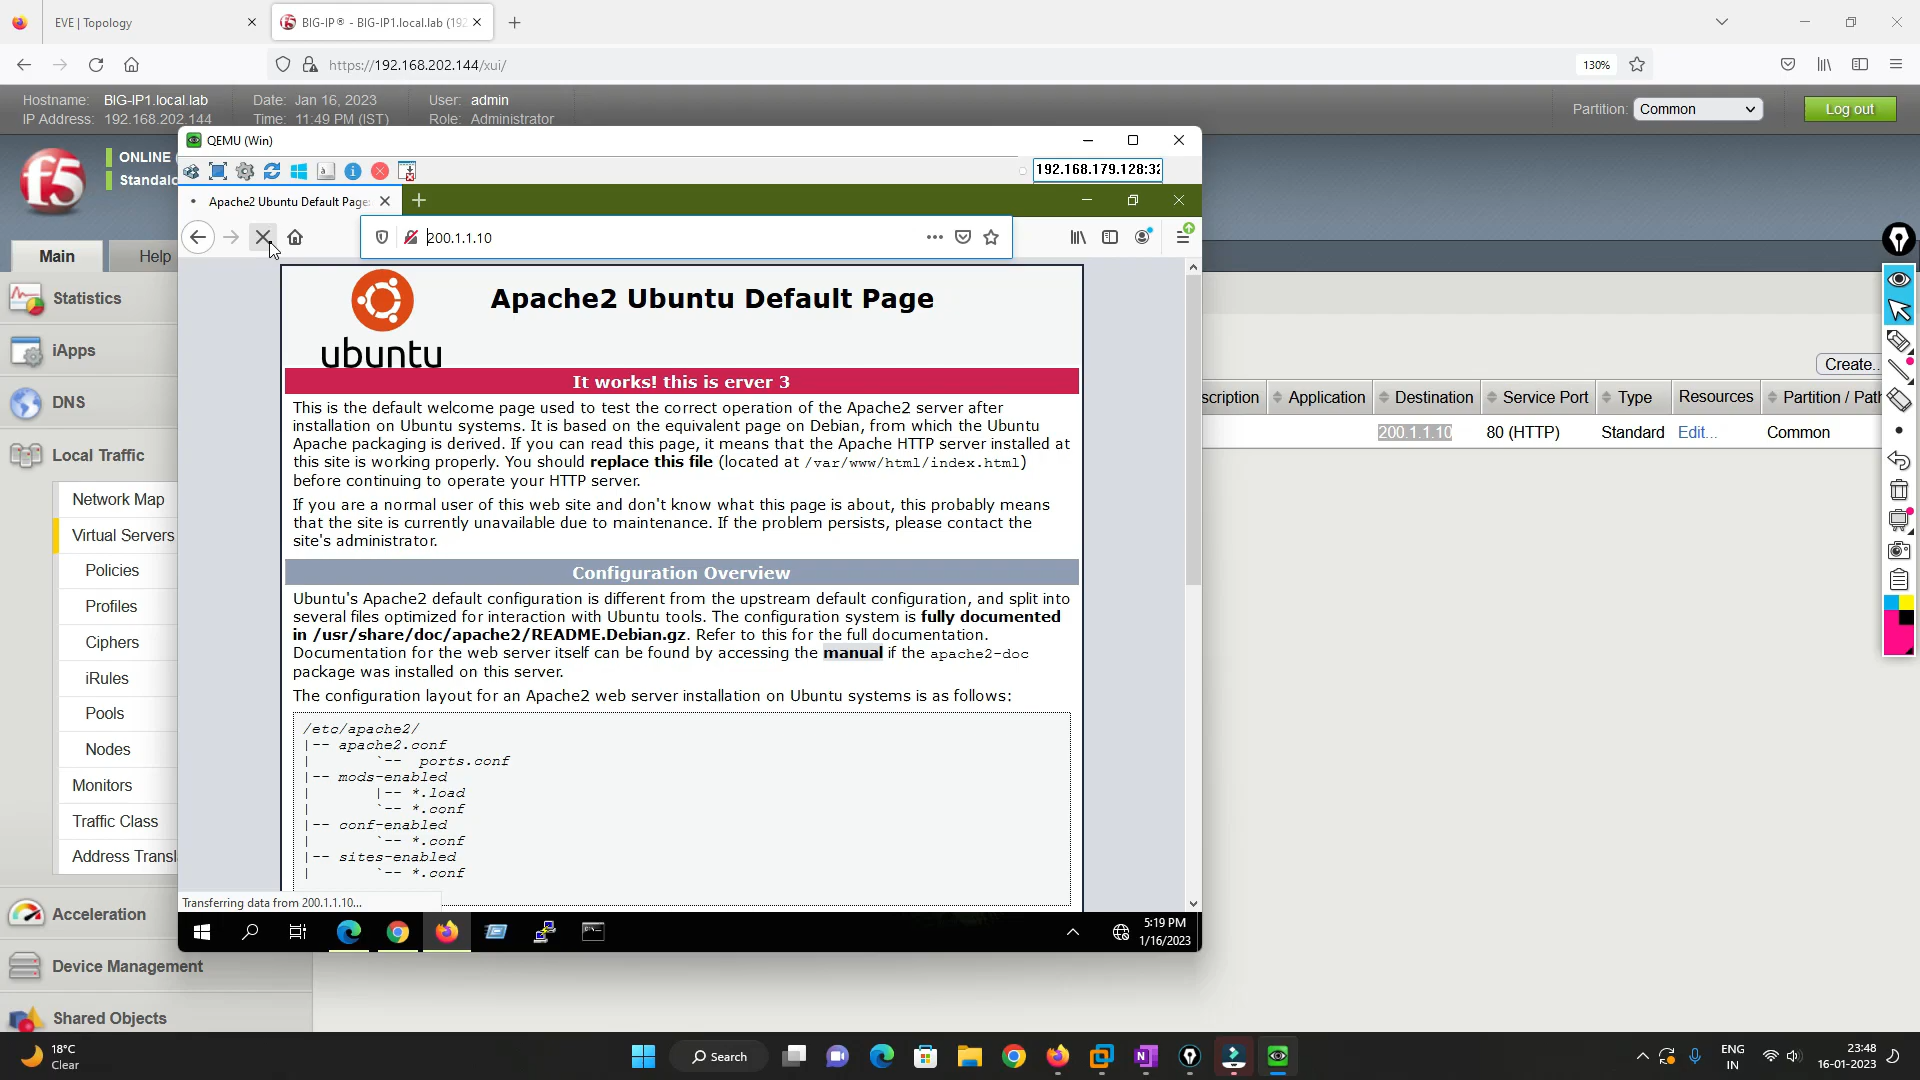 EVE | Topology
BIG-IP® - BIG-IP1.local.lab (192
https://192.168.202.144/xui/
130%
Hostname: BIG-IP1.local.lab
Date: Jan 16, 2023
User: admin
IP Address: 192.168.202.144
Time: 11:49 PM (IST)
Role: Administrator
Partition: Common
Log out
f5
ONLINE (
Standalo
QEMU (Win)
192.168.179.128:32
Apache2 Ubuntu Default Page:
200.1.1.10
Main
Help
Statistics
iApps
DNS
Local Traffic
Network Map
Virtual Servers
Policies
Profiles
Ciphers
iRules
Pools
Nodes
Monitors
Traffic Class
Address Transl
Acceleration
Device Management
Shared Objects
ubuntu
Apache2 Ubuntu Default Page
It works! this is erver 3
This is the default welcome page used to test the correct operation of the Apache2 server after
installation on Ubuntu systems. It is based on the equivalent page on Debian, from which the Ubuntu
Apache packaging is derived. If you can read this page, it means that the Apache HTTP server installed at
this site is working properly. You should replace this file (located at /var/www/html/index.html)
before continuing to operate your HTTP server.
If you are a normal user of this web site and don't know what this page is about, this probably means
that the site is currently unavailable due to maintenance. If the problem persists, please contact the
site's administrator.
Configuration Overview
Ubuntu's Apache2 default configuration is different from the upstream default configuration, and split into
several files optimized for interaction with Ubuntu tools. The configuration system is fully documented
in /usr/share/doc/apache2/README.Debian.gz. Refer to this for the full documentation.
Documentation for the web server itself can be found by accessing the manual if the apache2-doc
package was installed on this server.
The configuration layout for an Apache2 web server installation on Ubuntu systems is as follows:
/etc/apache2/
|-- apache2.conf
|       `--  ports.conf
|-- mods-enabled
|       |-- *.load
|       `-- *.conf
|-- conf-enabled
|       `-- *.conf
|-- sites-enabled
|       `-- *.conf
Transferring data from 200.1.1.10...
5:19 PM
1/16/2023
Create..
scription
Application
Destination
Service Port
Type
Resources
Partition / Path
200.1.1.10
80 (HTTP)
Standard
Edit...
Common
18°C
Clear
Search
ENG
IN
23:48
16-01-2023